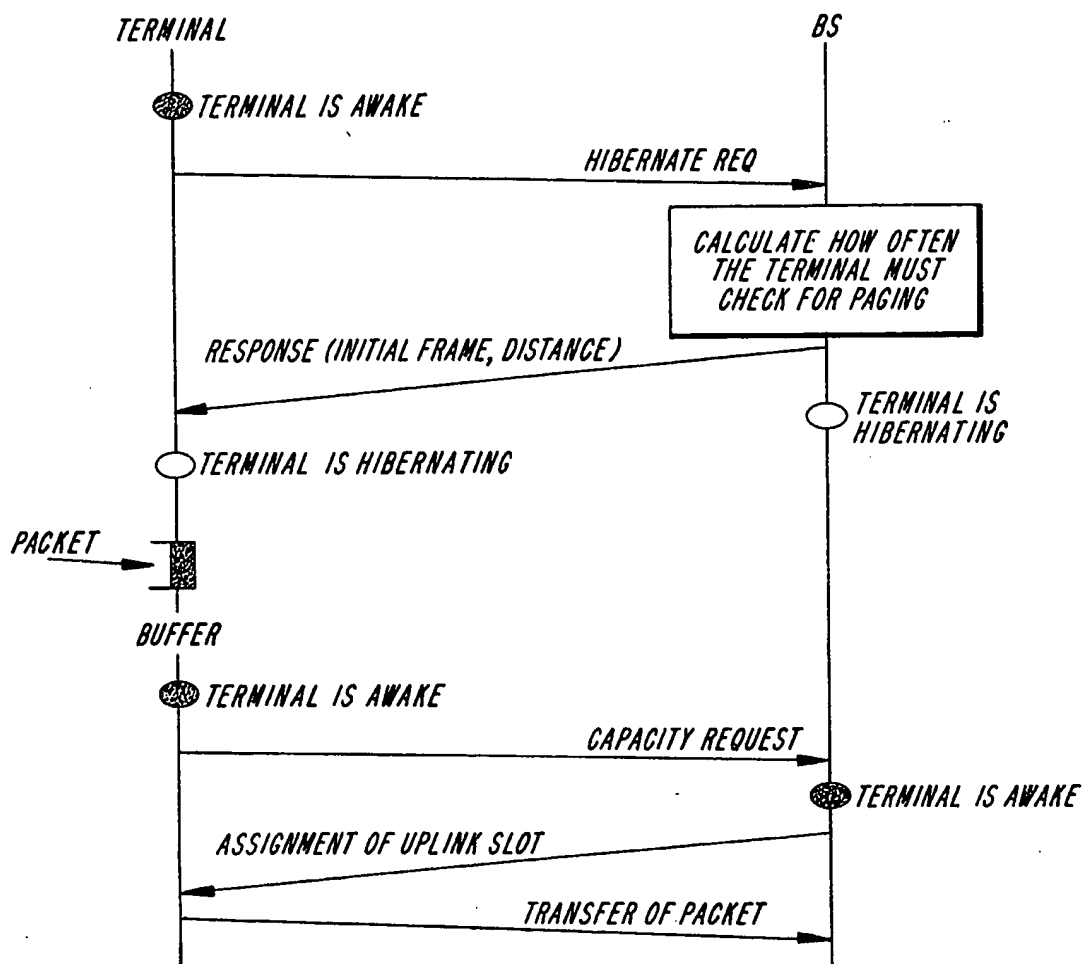 TERMINAL
BS
TERMINAL IS AWAKE
HIBERNATE REQ
CALCULATE HOW OFTEN
THE TERMINAL MUST
CHECK FOR PAGING
RESPONSE (INITIAL FRAME, DISTANCE)
TERMINAL IS
HIBERNATING
TERMINAL IS HIBERNATING
PACKET
BUFFER
TERMINAL IS AWAKE
CAPACITY REQUEST
TERMINAL IS AWAKE
ASSIGNMENT OF UPLINK SLOT
TRANSFER OF PACKET